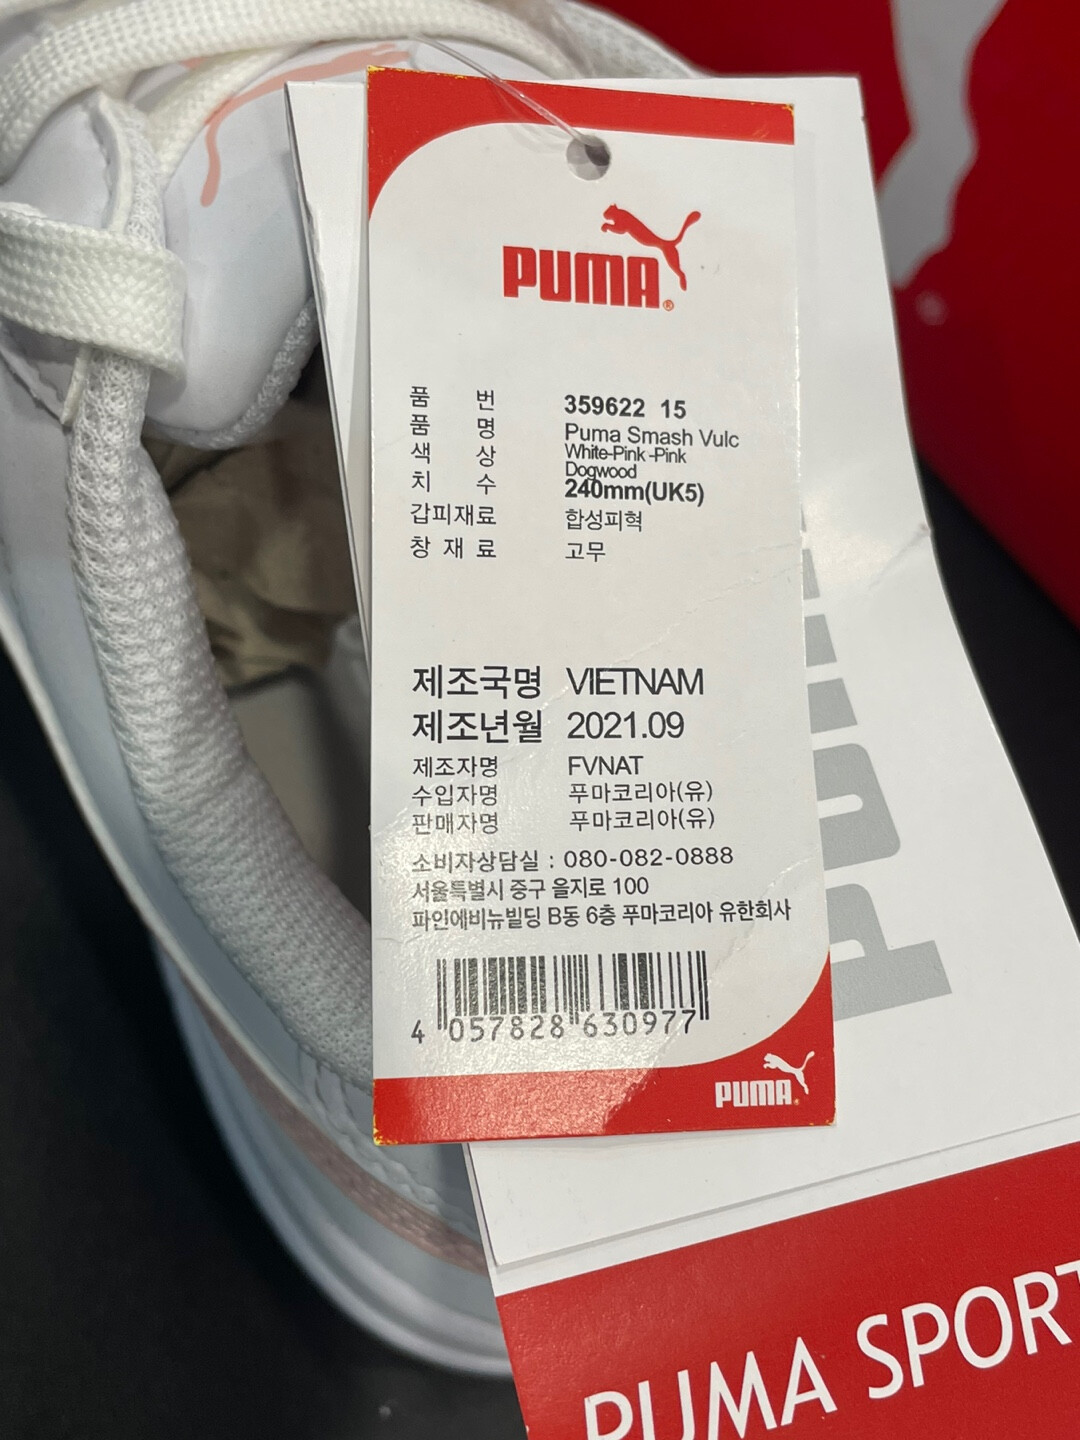 PUMA®
품 번 359622 15
품 명 Puma Smash Vulc
색 상 White-Pink -Pink
Dogwood
치 수 240mm(UK5)
갑피재료 합성피혁
창 재 료 고무
제조국명 VIETNAM
제조년월 2021.09
제조자명 FVNAT
수입자명 푸마코리아(유)
판매자명 푸마코리아(유)
소비자상담실 : 080-082-0888
서울특별시 중구 을지로 100
파인에비뉴빌딩 B동 6층 푸마코리아 유한회사
4 057828 630977
PUMA
PUMA
PUMA SPORT